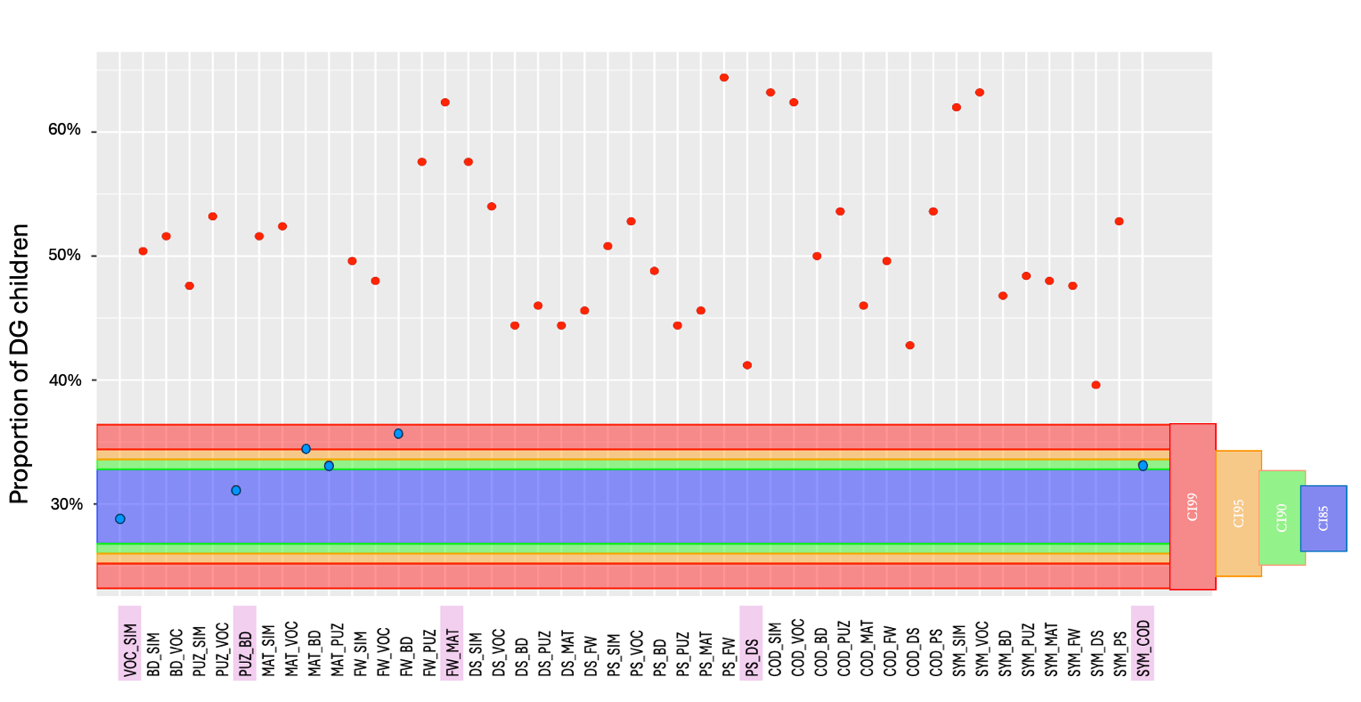 Proportion of DG children
60%
50%
40%
30%
CI99
CI95
CI90
CI85
VOC_SIM
BD_SIM
BD_VOC
PUZ_SIM
PUZ_VOC
PUZ_BD
MAT_SIM
MAT_VOC
MAT_BD
MAT_PUZ
FW_SIM
FW_VOC
FW_BD
FW_PUZ
FW_MAT
DS_SIM
DS_VOC
DS_BD
DS_PUZ
DS_MAT
DS_FW
PS_SIM
PS_VOC
PS_BD
PS_PUZ
PS_MAT
PS_FW
PS_DS
COD_SIM
COD_VOC
COD_BD
COD_PUZ
COD_MAT
COD_FW
COD_DS
COD_PS
SYM_SIM
SYM_VOC
SYM_BD
SYM_PUZ
SYM_MAT
SYM_FW
SYM_DS
SYM_PS
SYM_COD